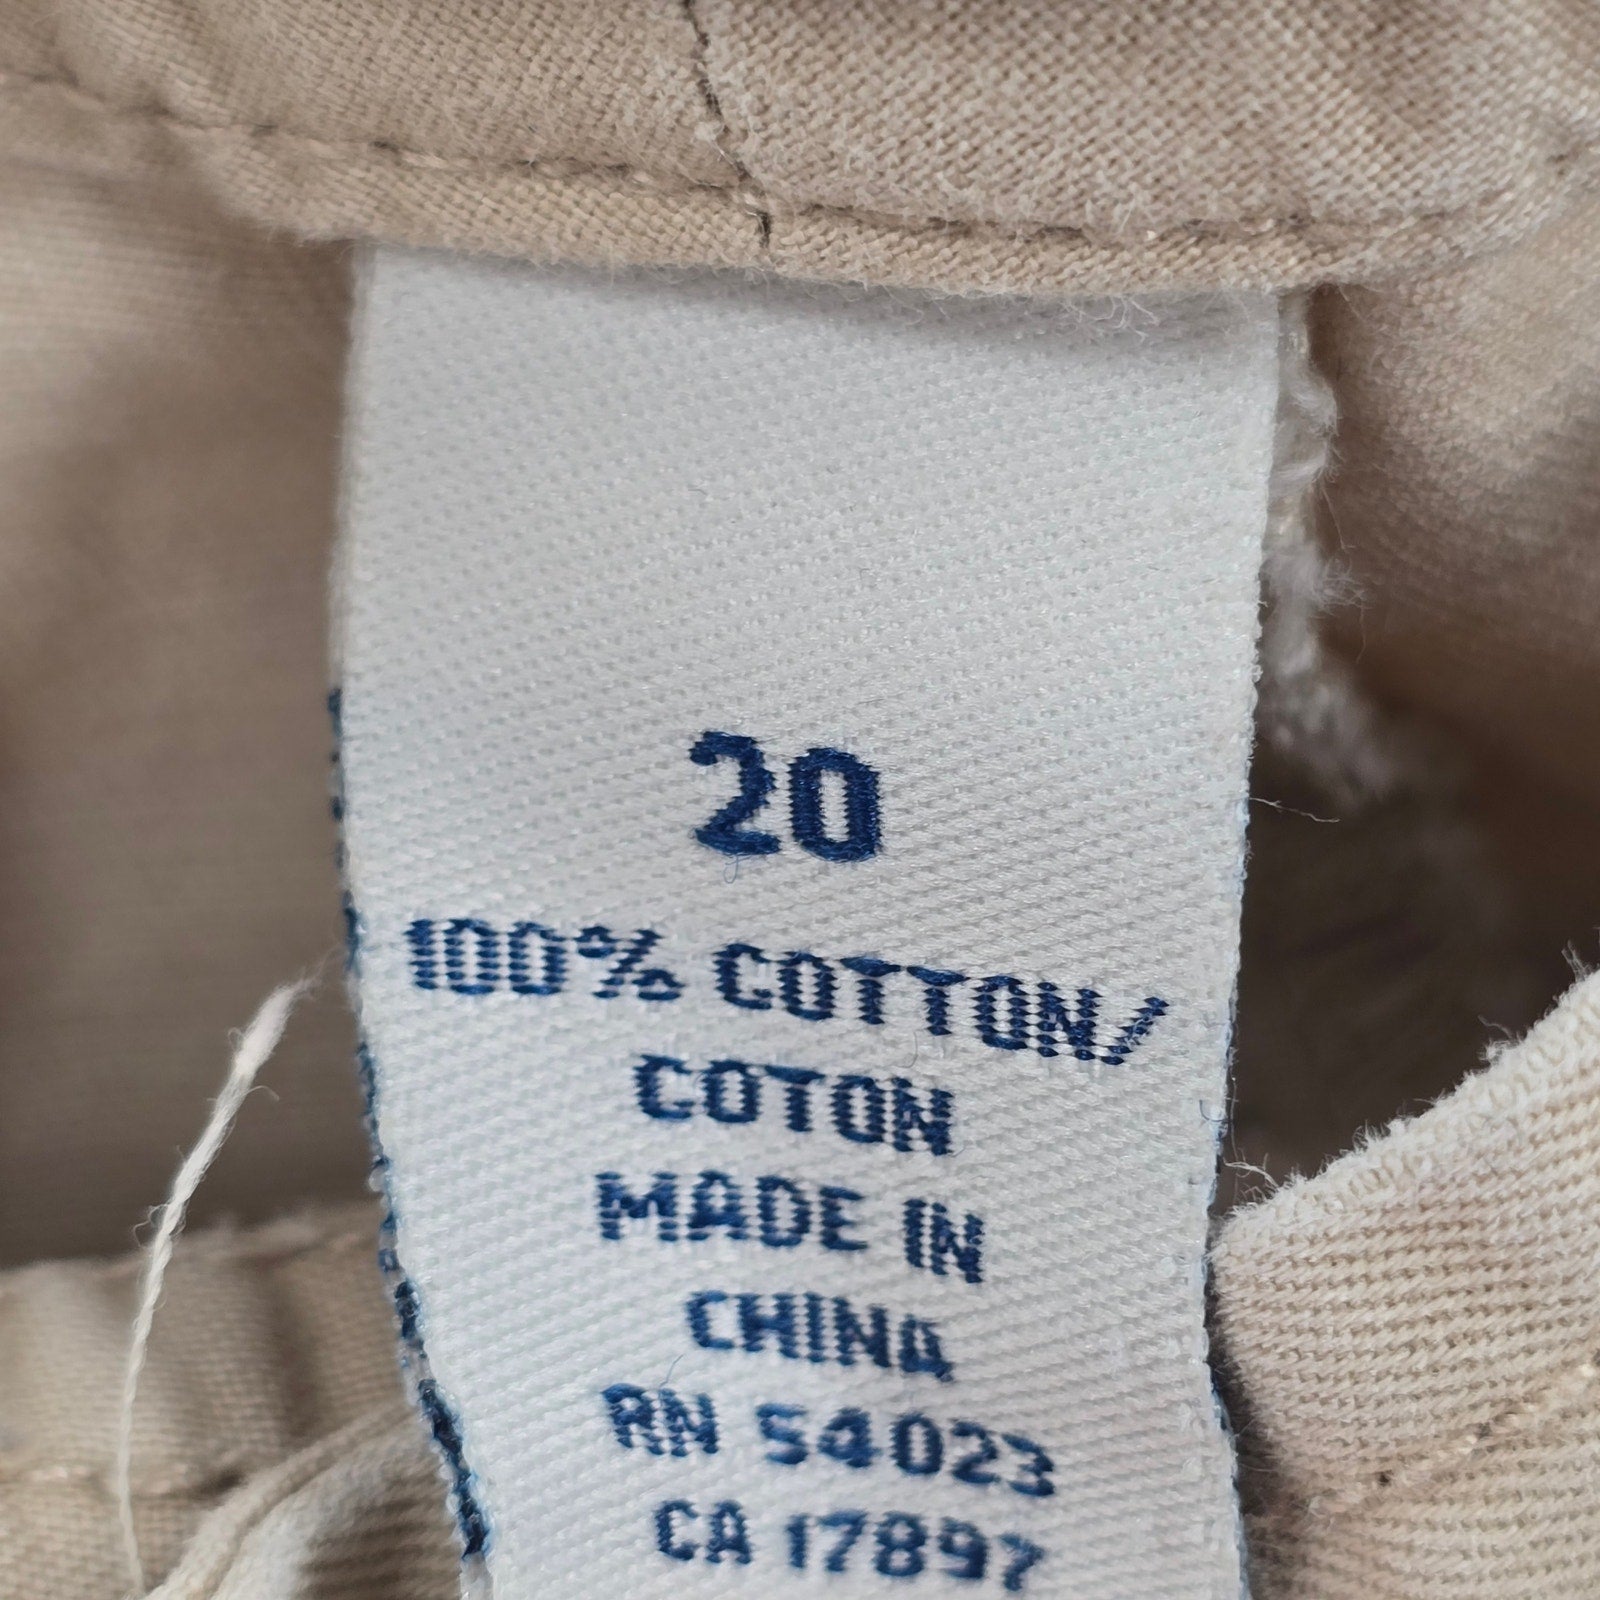 20
100% COTTON/
COTON
MADE IN
CHINA
RN 54023
CA 17897